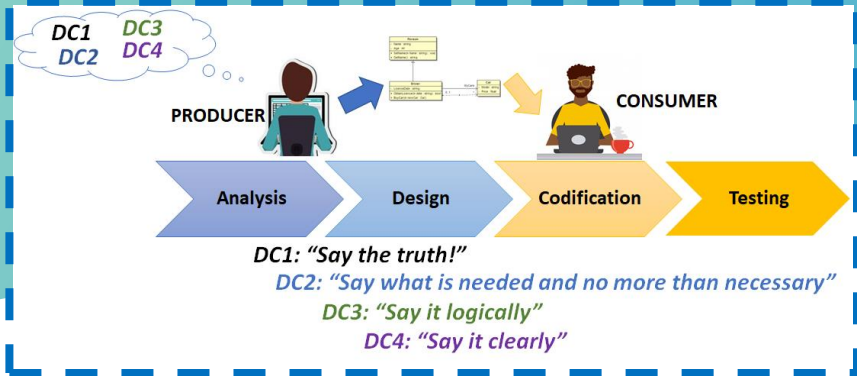 DC1 DC3
DC2 DC4
PRODUCER
CONSUMER
Analysis
Design
Codification
Testing
DC1: “Say the truth!”
DC2: “Say what is needed and no more than necessary”
DC3: “Say it logically”
DC4: “Say it clearly”